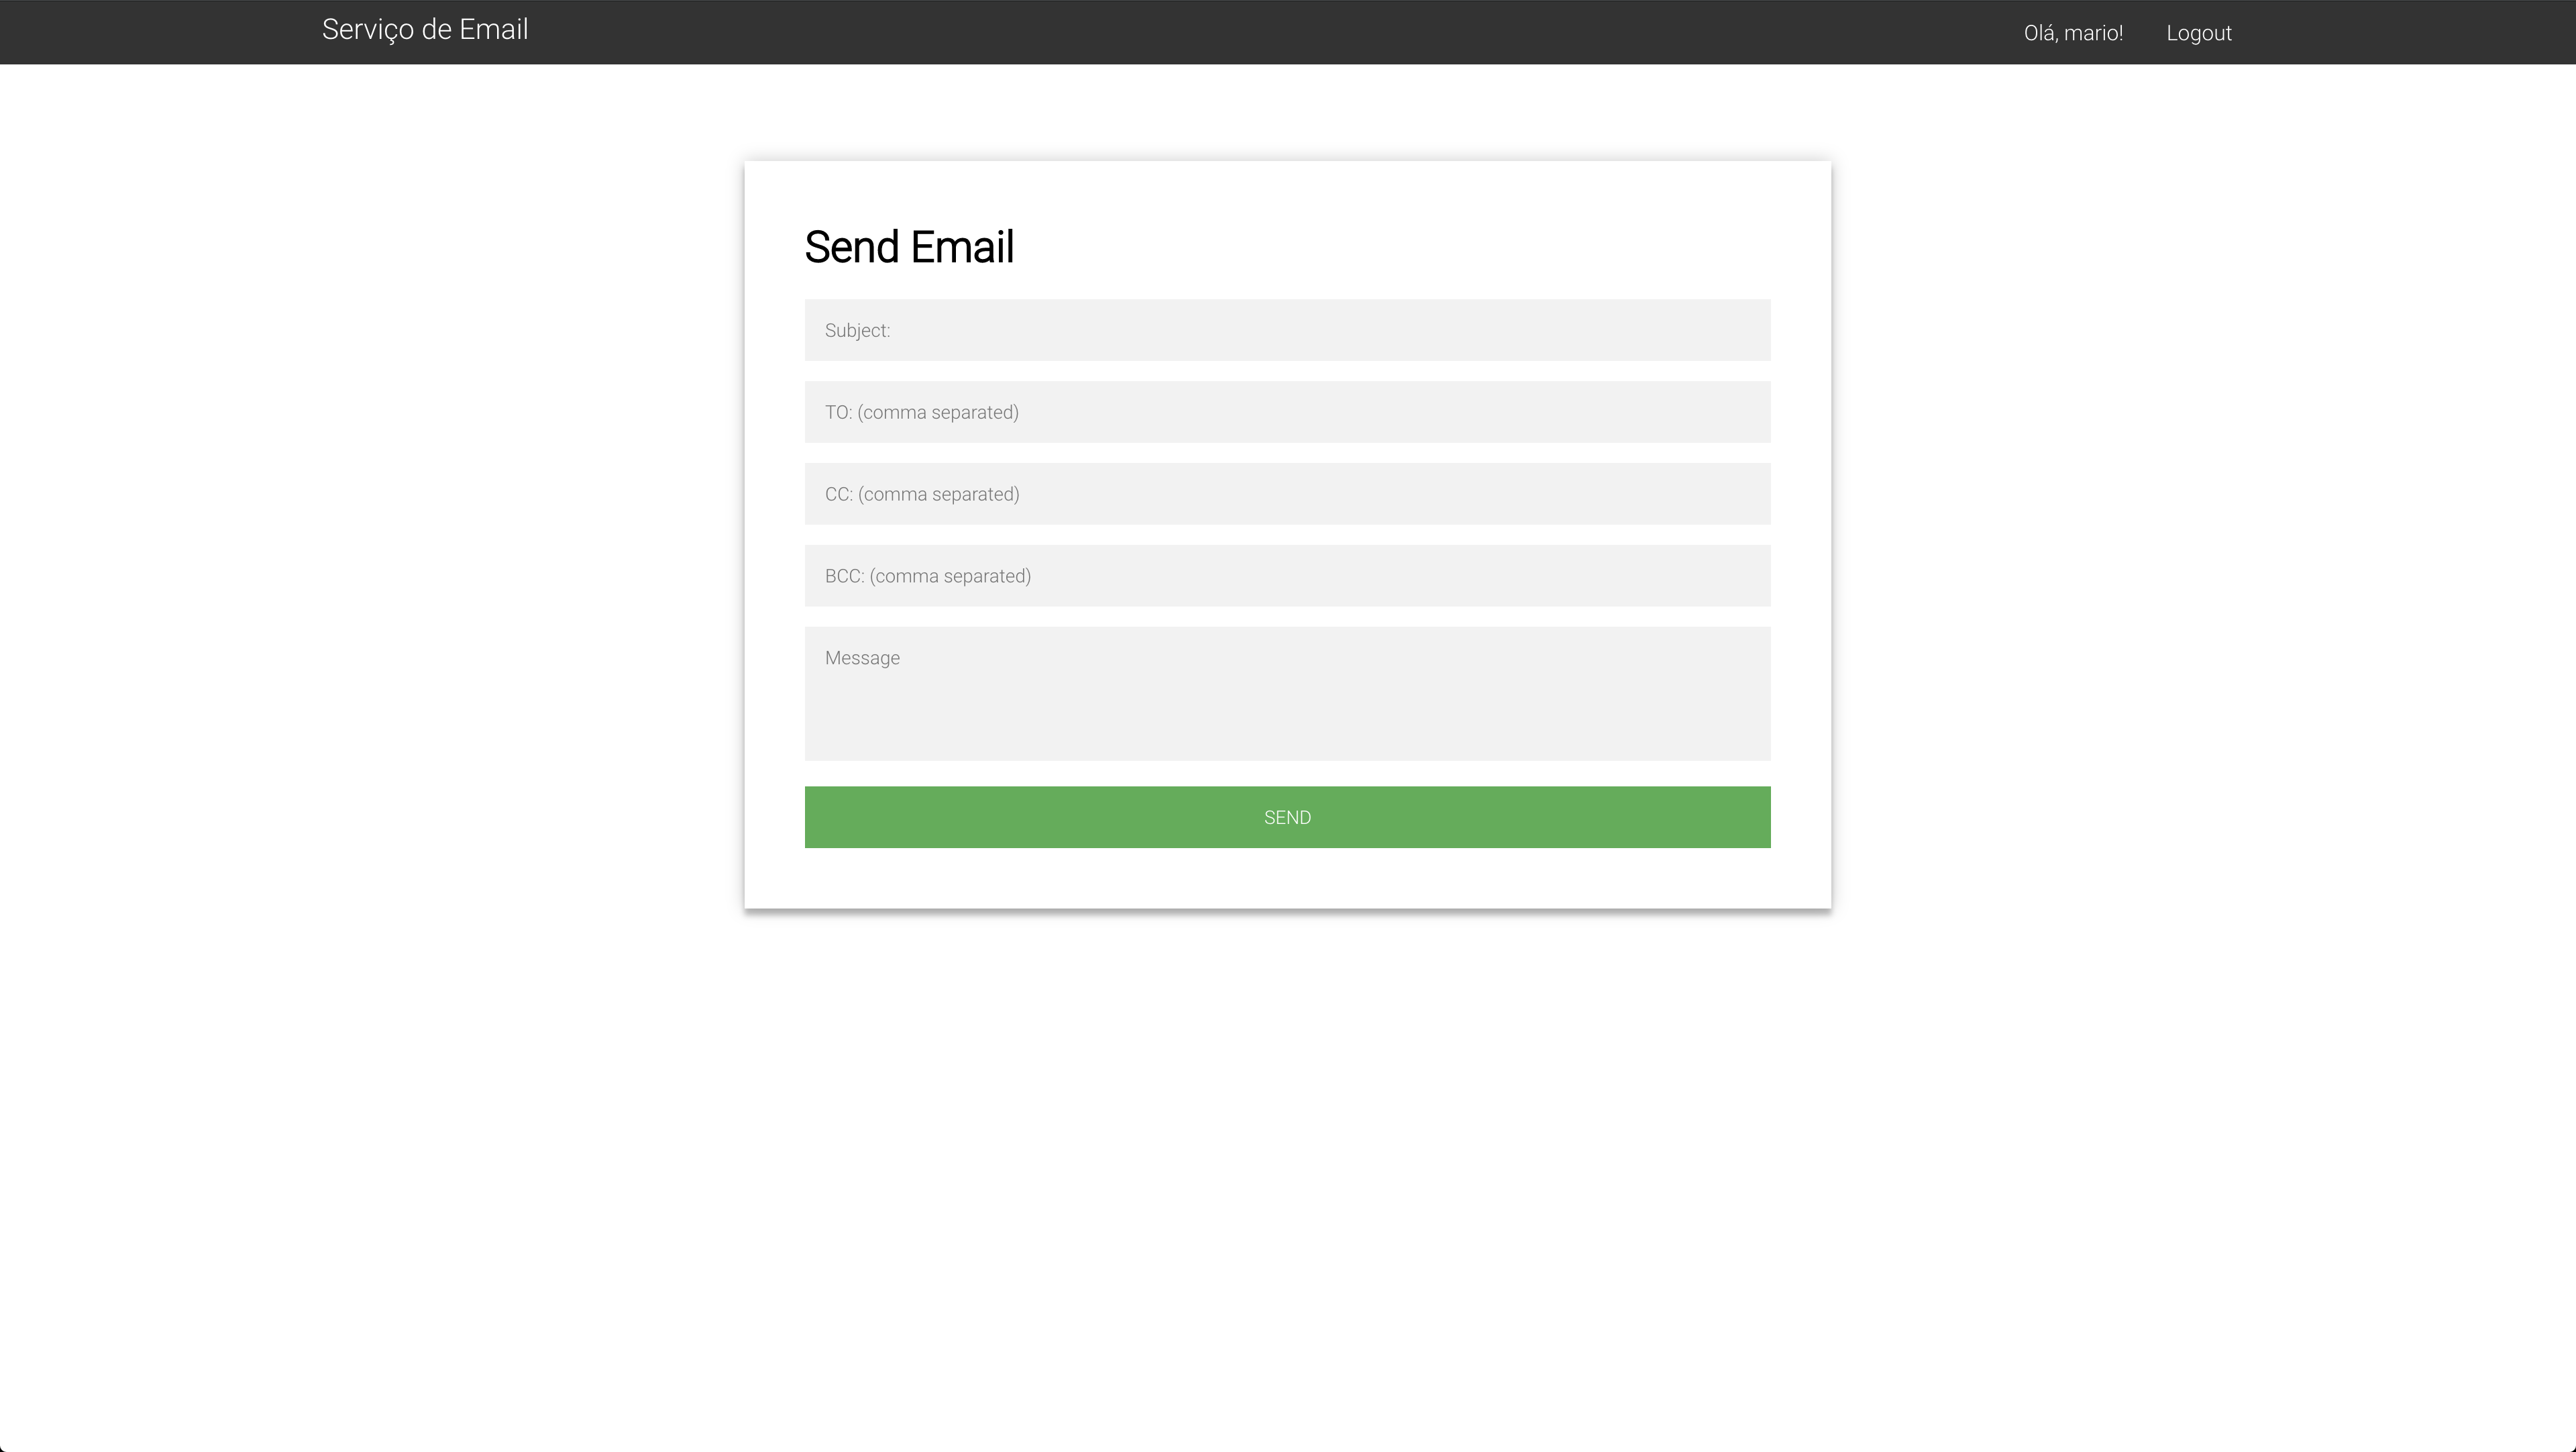 Serviço de Email
Olá, mario! Logout
Send Email
Subject:
TO: (comma separated)
CC: (comma separated)
BCC: (comma separated)
Message
SEND